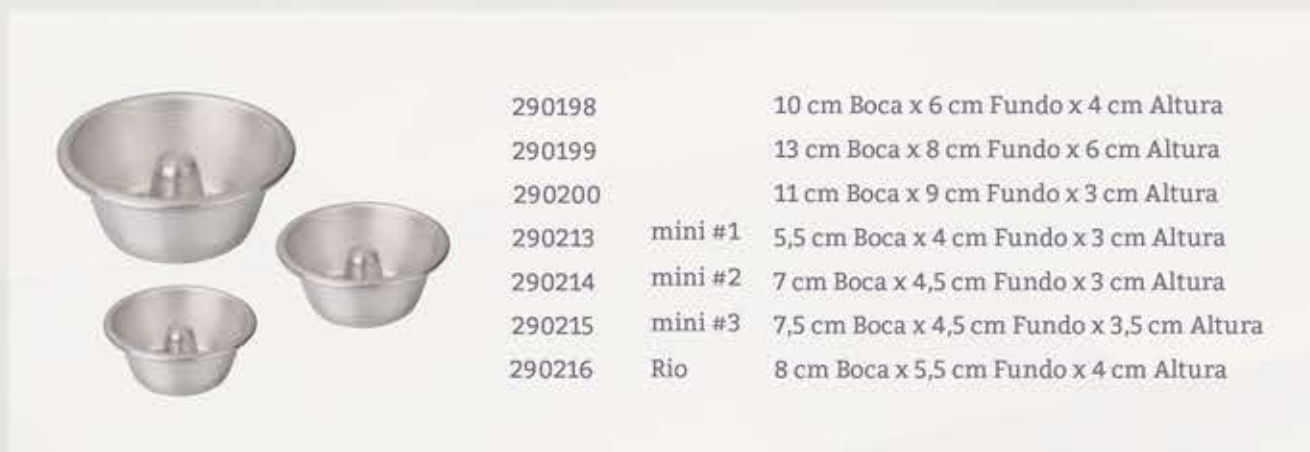 290198 10 cm Boca x 6 cm Fundo x 4 cm Altura
290199 13 cm Boca x 8 cm Fundo x 6 cm Altura
290200 11 cm Boca x 9 cm Fundo x 3 cm Altura
290213 mini #1 5,5 cm Boca x 4 cm Fundo x 3 cm Altura
290214 mini #2 7 cm Boca x 4,5 cm Fundo x 3 cm Altura
290215 mini #3 7,5 cm Boca x 4,5 cm Fundo x 3,5 cm Altura
290216 Rio 8 cm Boca x 5,5 cm Fundo x 4 cm Altura